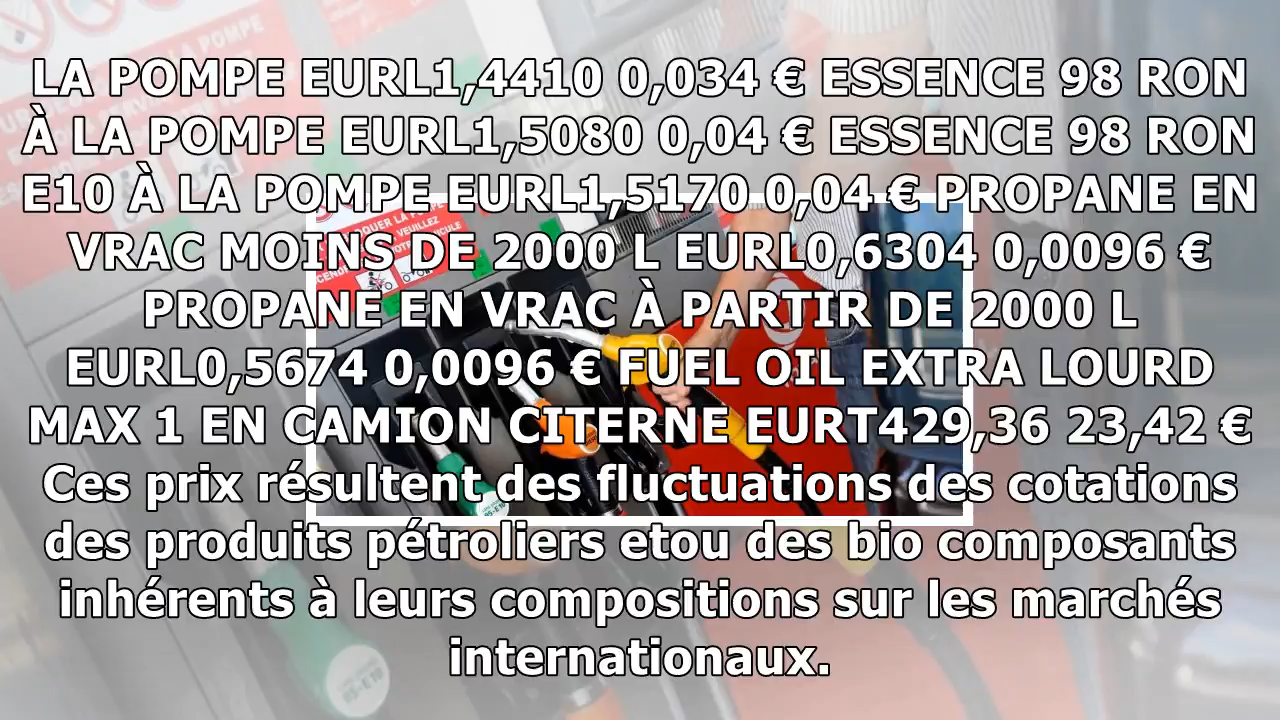 LA POMPE EURL1,4410 0,034 € ESSENCE 98 RON
À LA POMPE EURL1,5080 0,04 € ESSENCE 98 RON
E10 À LA POMPE EURL1,5170 0,04 € PROPANE EN
VRAC MOINS DE 2000 L EURL0,6304 0,0096 €
PROPANE EN VRAC À PARTIR DE 2000 L
EURL0,5674 0,0096 € FUEL OIL EXTRA LOURD
MAX 1 EN CAMION CITERNE EURT429,36 23,42 €
Ces prix résultent des fluctuations des cotations
des produits pétroliers etou des bio composants
inhérents à leurs compositions sur les marchés
internationaux.